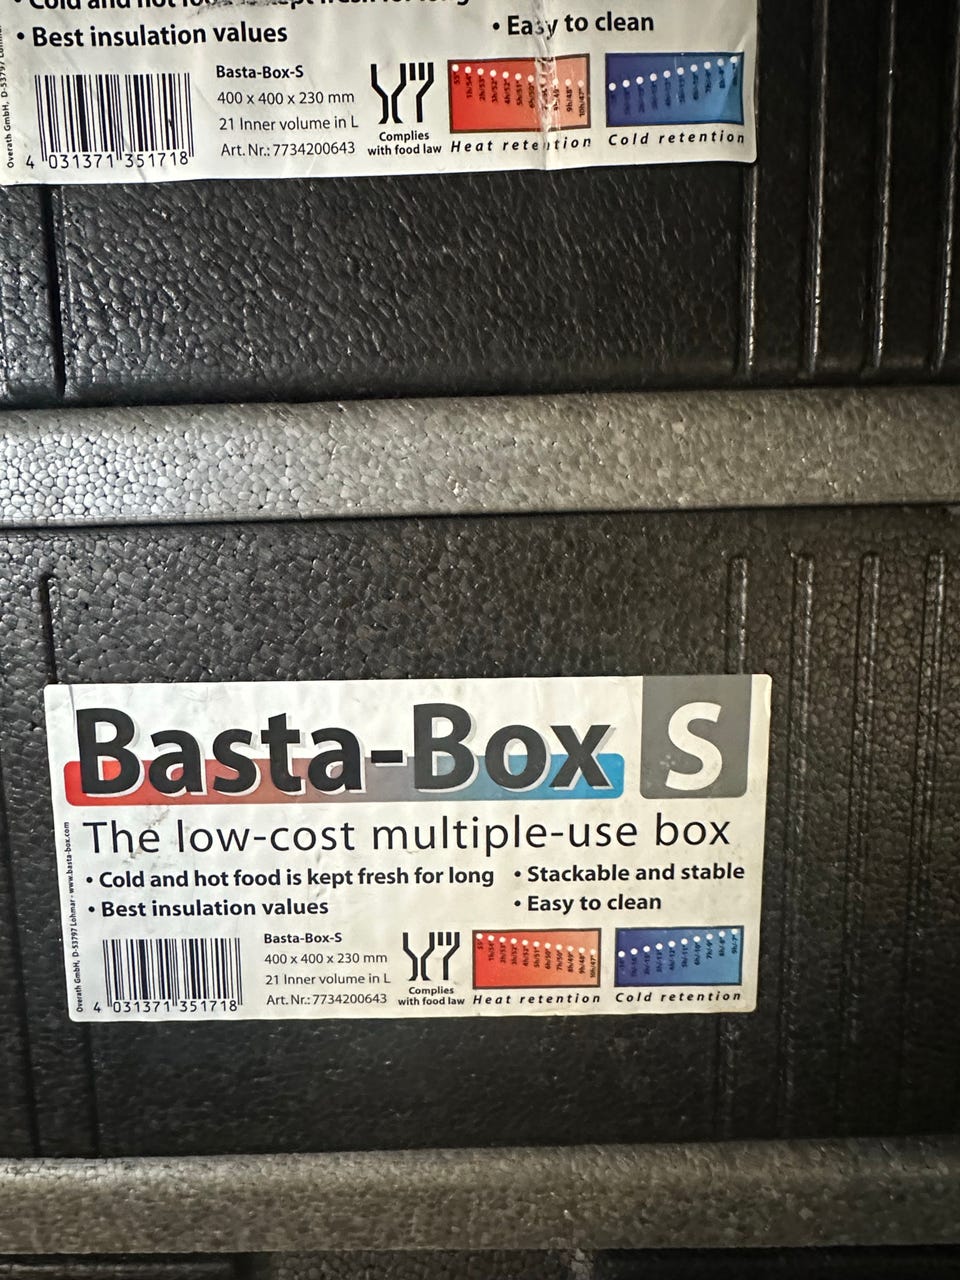 • Best insulation values
• Easy to clean
Overath GmbH, D-53797
4 031371 351718
Basta-Box-S
400 x 400 x 230 mm
21 Inner volume in L
Art. Nr.: 7734200643
Complies
with food law
Heat retention
Cold retention
Basta-Box S
The low-cost multiple-use box
• Cold and hot food is kept fresh for long
• Best insulation values
• Stackable and stable
• Easy to clean
Overath GmbH, D-53797 Lohmar · www.basta-box.com
4 031371 351718
Basta-Box-S
400 x 400 x 230 mm
21 Inner volume in L
Art. Nr.: 7734200643
Complies
with food law
Heat retention
Cold retention